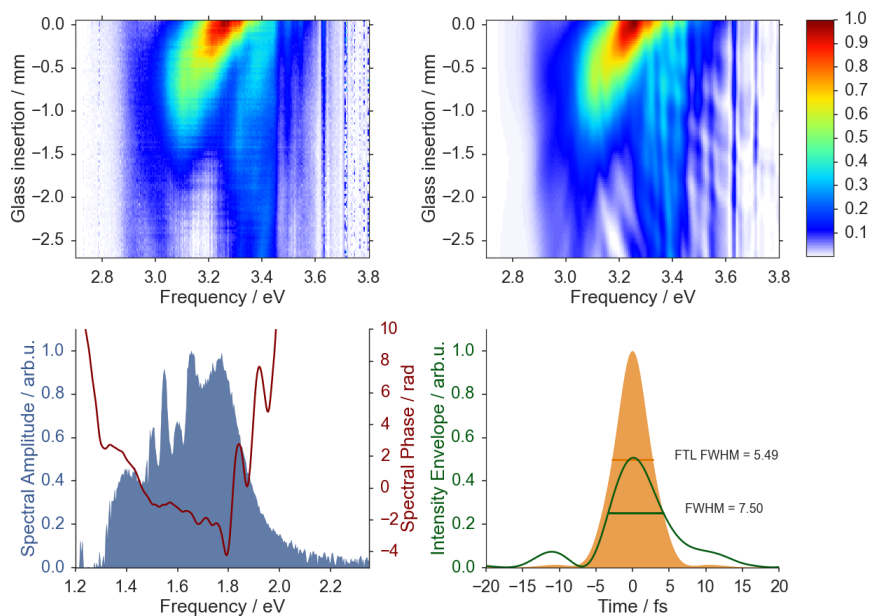 0.0
−0.5
−1.0
−1.5
−2.0
−2.5
Glass insertion / mm
2.8 3.0 3.2 3.4 3.6 3.8
Frequency / eV
0.0
−0.5
−1.0
−1.5
−2.0
−2.5
Glass insertion / mm
2.8 3.0 3.2 3.4 3.6 3.8
Frequency / eV
1.0
0.9
0.8
0.7
0.6
0.5
0.4
0.3
0.2
0.1
1.0
0.8
0.6
0.4
0.2
0.0
Spectral Amplitude / arb.u.
10
8
6
4
2
0
−2
−4
Spectral Phase / rad
1.2 1.4 1.6 1.8 2.0 2.2
Frequency / eV
1.0
0.8
0.6
0.4
0.2
0.0
Intensity Envelope / arb.u.
FTL FWHM = 5.49
FWHM = 7.50
−20 −15 −10 −5 0 5 10 15 20
Time / fs